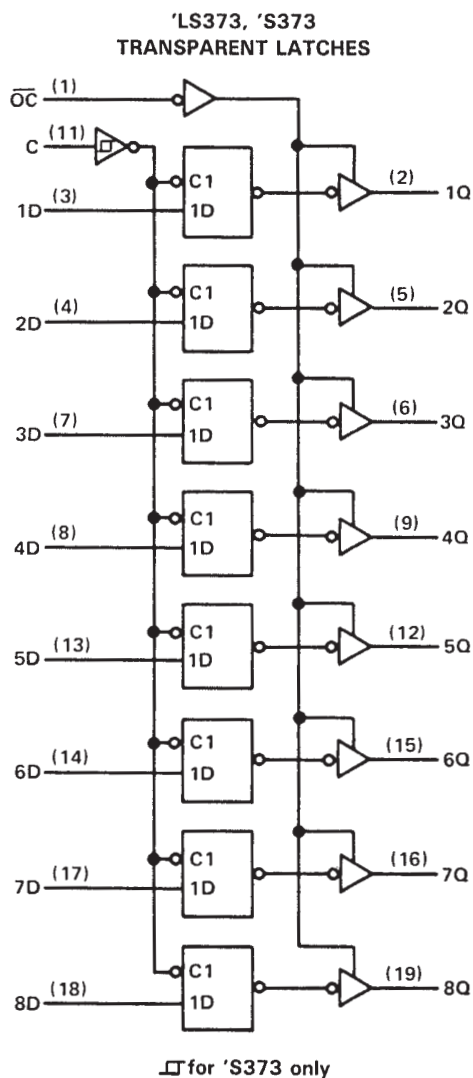 'LS373, 'S373
TRANSPARENT LATCHES
OC (1)
C (11)
C1
1D (3) 1D (2) 1Q
C1
2D (4) 1D (5) 2Q
C1
3D (7) 1D (6) 3Q
C1
4D (8) 1D (9) 4Q
C1
5D (13) 1D (12) 5Q
C1
6D (14) 1D (15) 6Q
C1
7D (17) 1D (16) 7Q
C1
8D (18) 1D (19) 8Q
for 'S373 only